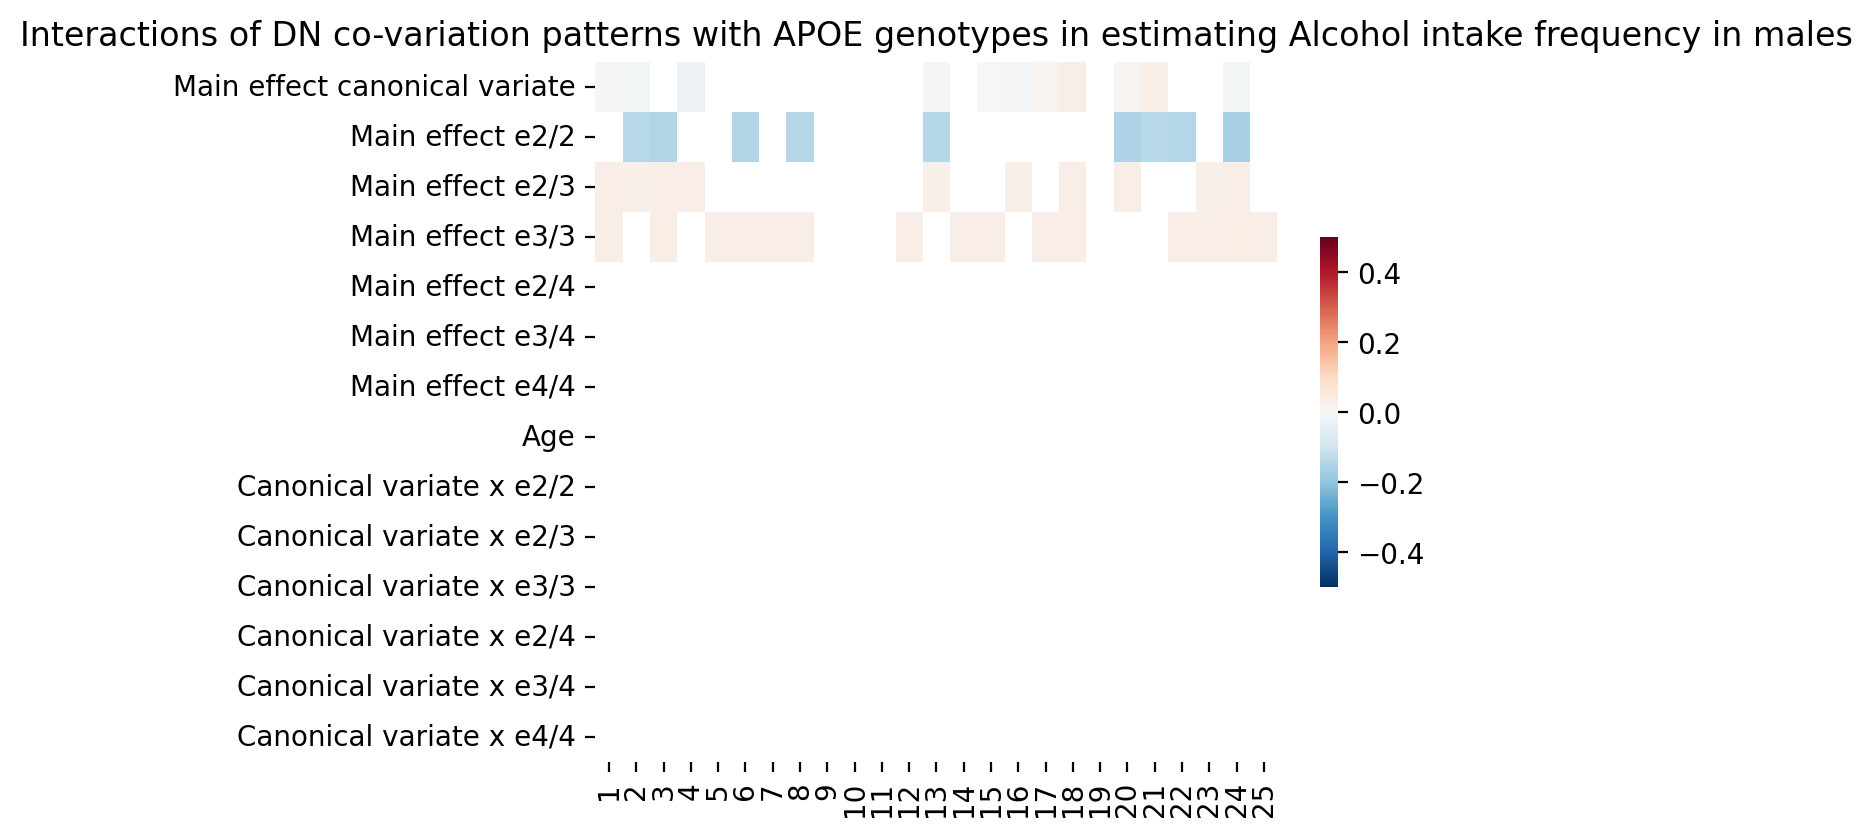 Interactions of DN co-variation patterns with APOE genotypes in estimating Alcohol intake frequency in males
Main effect canonical variate
Main effect e2/2
Main effect e2/3
Main effect e3/3
Main effect e2/4
Main effect e3/4
Main effect e4/4
Age
Canonical variate x e2/2
Canonical variate x e2/3
Canonical variate x e3/3
Canonical variate x e2/4
Canonical variate x e3/4
Canonical variate x e4/4
1 2 3 4 5 6 7 8 9 10 11 12 13 14 15 16 17 18 19 20 21 22 23 24 25
0.4
0.2
0.0
−0.2
−0.4